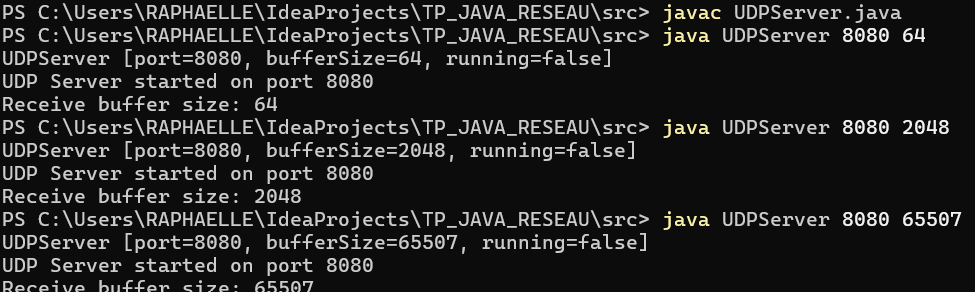 PS C:\Users\RAPHAELLE\IdeaProjects\TP_JAVA_RESEAU\src> javac UDPServer.java
PS C:\Users\RAPHAELLE\IdeaProjects\TP_JAVA_RESEAU\src> java UDPServer 8080 64
UDPServer [port=8080, bufferSize=64, running=false]
UDP Server started on port 8080
Receive buffer size: 64
PS C:\Users\RAPHAELLE\IdeaProjects\TP_JAVA_RESEAU\src> java UDPServer 8080 2048
UDPServer [port=8080, bufferSize=2048, running=false]
UDP Server started on port 8080
Receive buffer size: 2048
PS C:\Users\RAPHAELLE\IdeaProjects\TP_JAVA_RESEAU\src> java UDPServer 8080 65507
UDPServer [port=8080, bufferSize=65507, running=false]
UDP Server started on port 8080
Receive buffer size: 65507